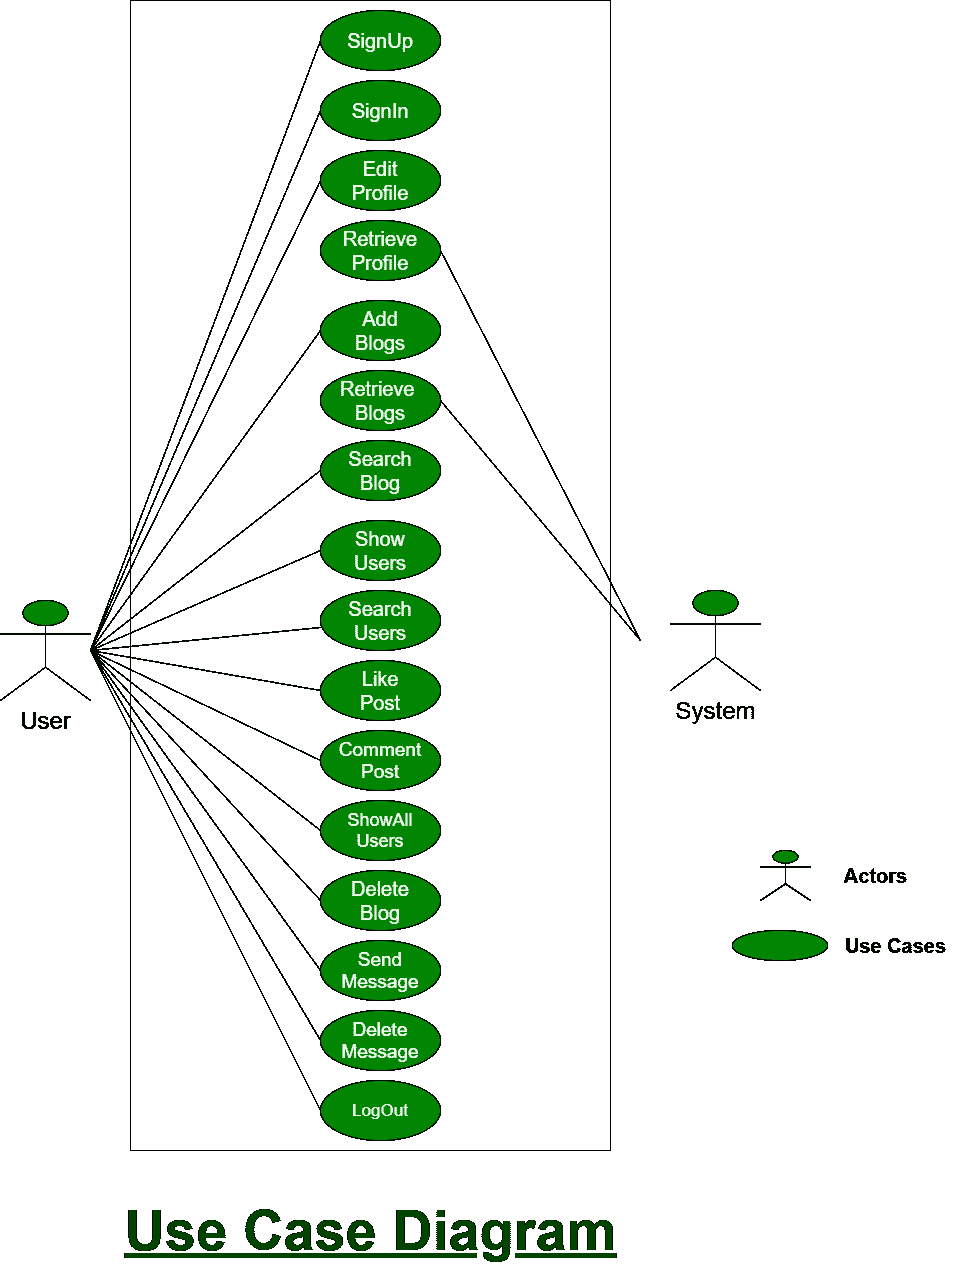 SignUp
SignIn
Edit
Profile
Retrieve
Profile
Add
Blogs
Retrieve
Blogs
Search
Blog
Show
Users
Search
Users
Like
Post
Comment
Post
ShowAll
Users
Delete
Blog
Send
Message
Delete
Message
LogOut
User
System
Actors
Use Cases
Use Case Diagram